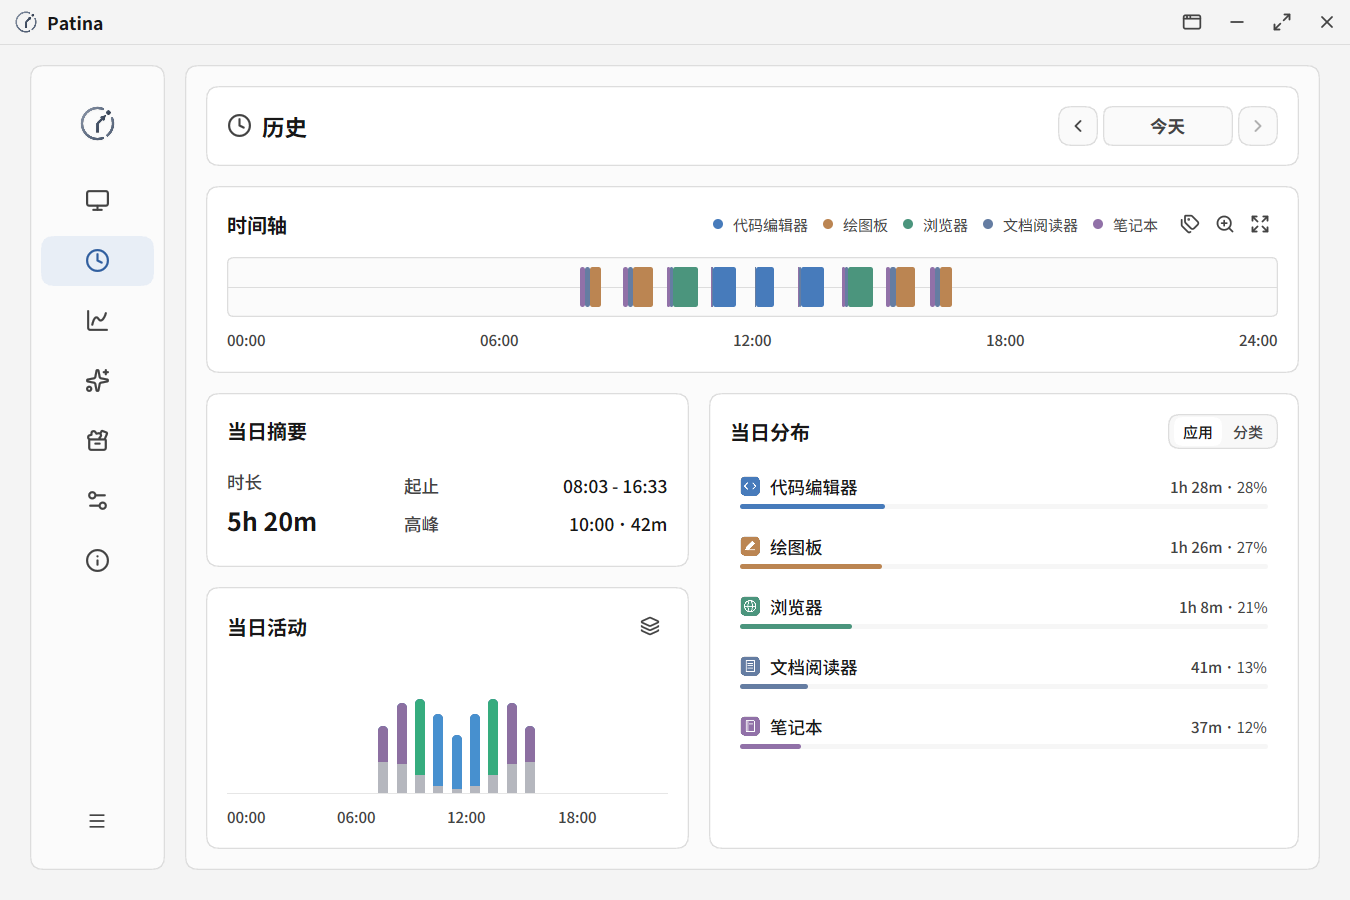 Patina
历史
今天
时间轴
代码编辑器
绘图板
浏览器
文档阅读器
笔记本
00:00
06:00
12:00
18:00
24:00
当日摘要
时长
5h 20m
起止
08:03 - 16:33
高峰
10:00 · 42m
当日活动
00:00
06:00
12:00
18:00
当日分布
应用
分类
代码编辑器
1h 28m · 28%
绘图板
1h 26m · 27%
浏览器
1h 8m · 21%
文档阅读器
41m · 13%
笔记本
37m · 12%